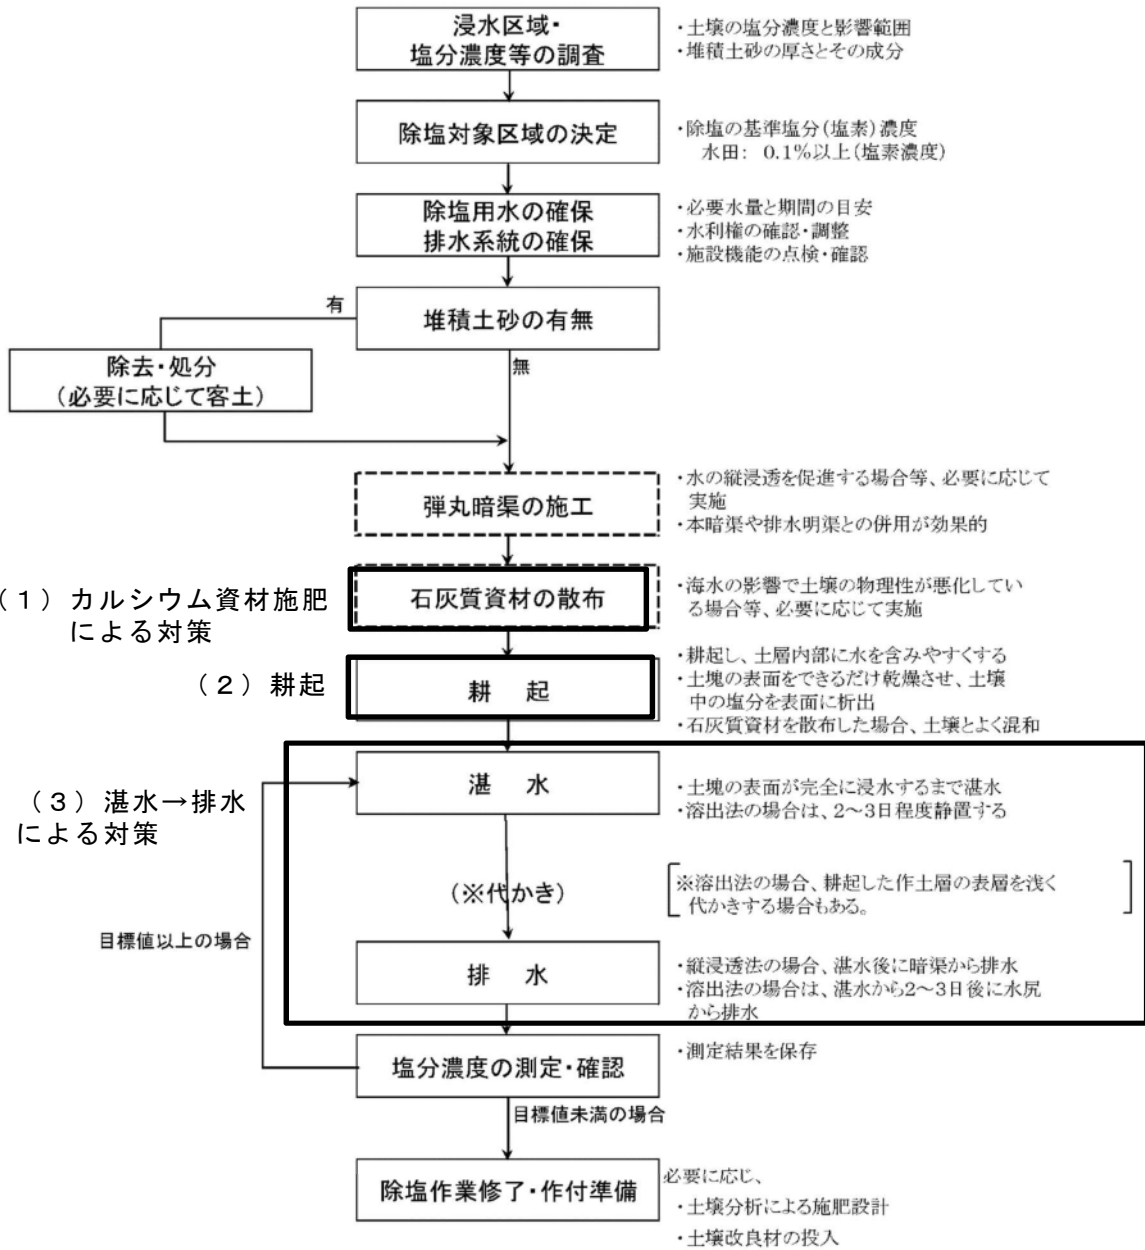 浸水区域・
塩分濃度等の調査
・土壌の塩分濃度と影響範囲
・堆積土砂の厚さとその成分
除塩対象区域の決定
・除塩の基準塩分(塩素)濃度
水田： 0.1%以上(塩素濃度)
除塩用水の確保
排水系統の確保
・必要水量と期間の目安
・水利権の確認・調整
・施設機能の点検・確認
有
堆積土砂の有無
除去・処分
(必要に応じて客土)
無
弾丸暗渠の施工
・水の縦浸透を促進する場合等、必要に応じて
実施
・本暗渠や排水明渠との併用が効果的
(1)カルシウム資材施肥
による対策
石灰質資材の散布
・海水の影響で土壌の物理性が悪化してい
る場合等、必要に応じて実施
(2)耕起
耕 起
・耕起し、土層内部に水を含みやすくする
・土塊の表面をできるだけ乾燥させ、土壌
中の塩分を表面に析出
・石灰質資材を散布した場合、土壌とよく混和
(3)湛水→排水
による対策
湛 水
・土塊の表面が完全に浸水するまで湛水
・溶出法の場合は、2～3日程度静置する
(※代かき)
※溶出法の場合、耕起した作土層の表層を浅く
代かきする場合もある。
目標値以上の場合
排 水
・縦浸透法の場合、湛水後に暗渠から排水
・溶出法の場合は、湛水から2～3日後に水尻
から排水
塩分濃度の測定・確認
・測定結果を保存
目標値未満の場合
除塩作業修了・作付準備
必要に応じ、
・土壌分析による施肥設計
・土壌改良材の投入